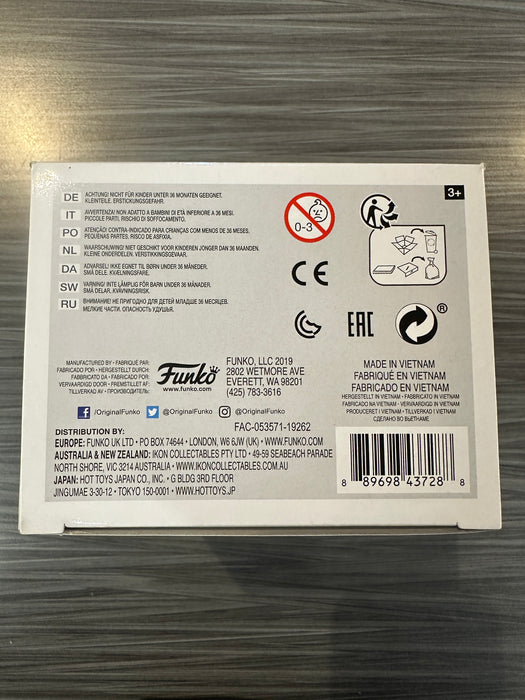 DE ACHTUNG! NICHT FÜR KINDER UNTER 36 MONATEN GEEIGNET.
KLEINTEILE. ERSTICKUNGSGEFAHR.
IT AVVERTENZA! NON ADATTO A BAMBINI DI ETÀ INFERIORE A 36 MESI.
PICCOLE PARTI, RISCHIO DI SOFFOCAMENTO.
PO ATENÇÃO! CONTRA-INDICADO PARA CRIANÇAS COM MENOS DE 36 MESES.
PEQUENAS PARTES, RISCO DE ASFIXIA.
NL WAARSCHUWING! NIET GESCHIKT VOOR KINDEREN JONGER DAN 36 MAANDEN.
KLEINE ONDERDELEN. VERSTIKKINGSGEVAAR.
DA ADVARSEL! IKKE EGNET TIL BØRN UNDER 36 MÅNEDER.
SMÅ DELE. KVÆLNINGSFARE.
SW VARNING! INTE LÄMPLIG FÖR BARN UNDER 36 MÅNADER.
SMÅ DELAR, KVÄVNINGSRISK.
RU ВНИМАНИЕ! НЕ ПРИГОДНО ДЛЯ ДЕТЕЙ МЛАДШЕ 36 МЕСЯЦЕВ.
МЕЛКИЕ ЧАСТИ. ОПАСНОСТЬ УДУШЬЯ.
0-3
3+
CE
EAC
®
MANUFACTURED BY • FABRIQUÉ PAR:
FABRICADO POR • HERGESTELLT DURCH:
FABBRICATO DA • FABRICADO POR:
VERVAARDIGD DOOR • FREMSTILLET AF:
TILLVERKAD AV • ПРОИЗВОДИТЕЛЬ:
Funko
www.funko.com
FUNKO, LLC 2019
2802 WETMORE AVE
EVERETT, WA 98201
(425) 783-3616
MADE IN VIETNAM
FABRIQUÉ EN VIETNAM
FABRICADO EN VIETNAM
HERGESTELLT IN VIETNAM • FABBRICATO IN VIETNAM
FABRICADO NA VIETNAM • VERVAARDIGD IN VIETNAM
PRODUCERET I VIETNAM • TILLVERKAD I VIETNAM
СДЕЛАНО ВО ВЬЕТНАМЕ
/OriginalFunko @OriginalFunko @OriginalFunko
FAC-053571-19262
DISTRIBUTION BY:
EUROPE: FUNKO UK LTD • PO BOX 74644 • LONDON, W6 6JW (UK) • WWW.FUNKO.COM
AUSTRALIA & NEW ZEALAND: IKON COLLECTABLES PTY LTD • 49-59 SEABEACH PARADE
NORTH SHORE, VIC 3214 AUSTRALIA • WWW.IKONCOLLECTABLES.COM.AU
JAPAN: HOT TOYS JAPAN CO., INC. • G BLDG 3RD FLOOR
JINGUMAE 3-30-12 • TOKYO 150-0001 • WWW.HOTTOYS.JP
8 89698 43728 8